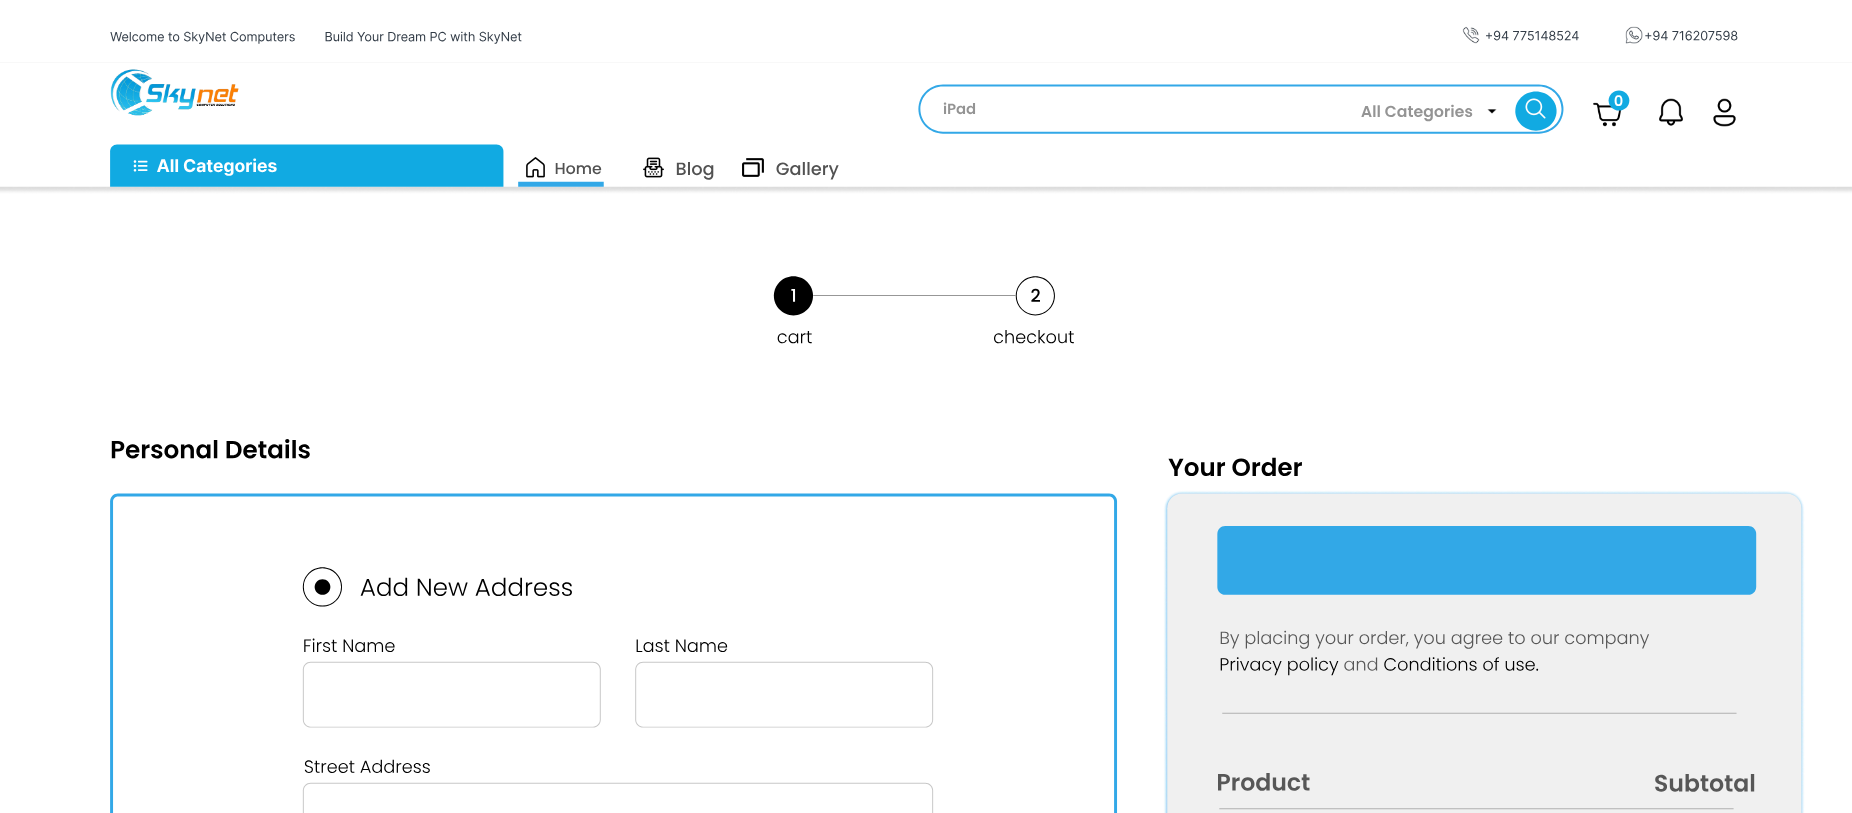 Welcome to SkyNet Computers Build Your Dream PC with SkyNet +94 775148524 +94 716207598
Skynet
iPad All Categories 0
All Categories Home Blog Gallery
1 2
cart checkout
Personal Details
Your Order
Add New Address
First Name Last Name
By placing your order, you agree to our company
Privacy policy and Conditions of use.
Street Address
Product Subtotal